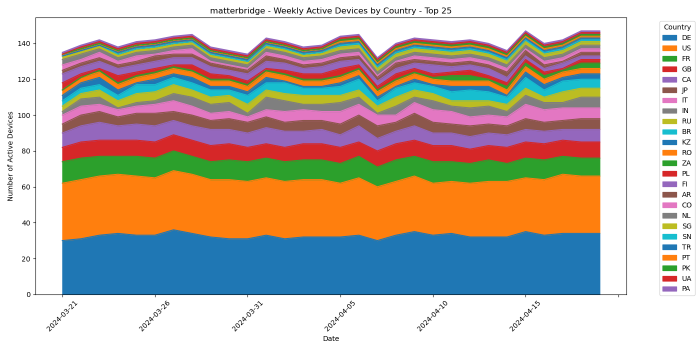 matterbridge - Weekly Active Devices by Country - Top 25
Number of Active Devices
140
120
100
80
60
40
20
0
2024-03-21
2024-03-26
2024-03-31
2024-04-05
2024-04-10
2024-04-15
Date
Country
DE
US
FR
GB
CA
JP
IT
IN
RU
BR
KZ
RO
ZA
PL
FI
AR
CO
NL
SG
SN
TR
PT
PK
UA
PA